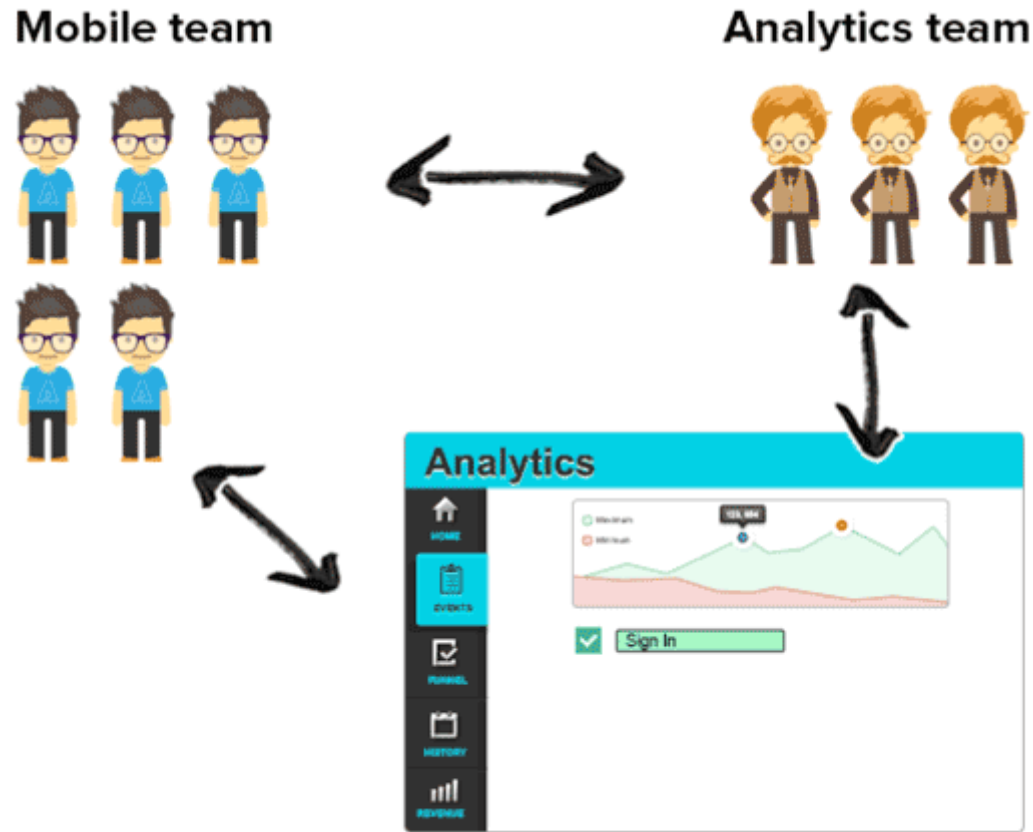 Mobile team
Analytics team
Analytics
HOME
EVENTS
FUNNEL
HISTORY
REVENUE
Sign In